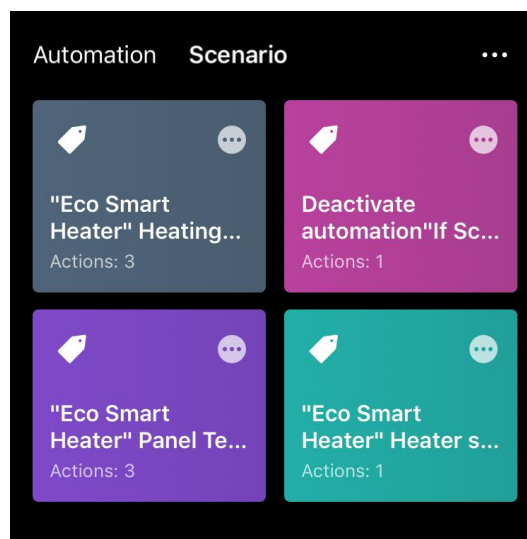 Automation Scenario
"Eco Smart
Heater" Heating...
Actions: 3
Deactivate
automation"If Sc...
Actions: 1
"Eco Smart
Heater" Panel Te...
Actions: 3
"Eco Smart
Heater" Heater s...
Actions: 1